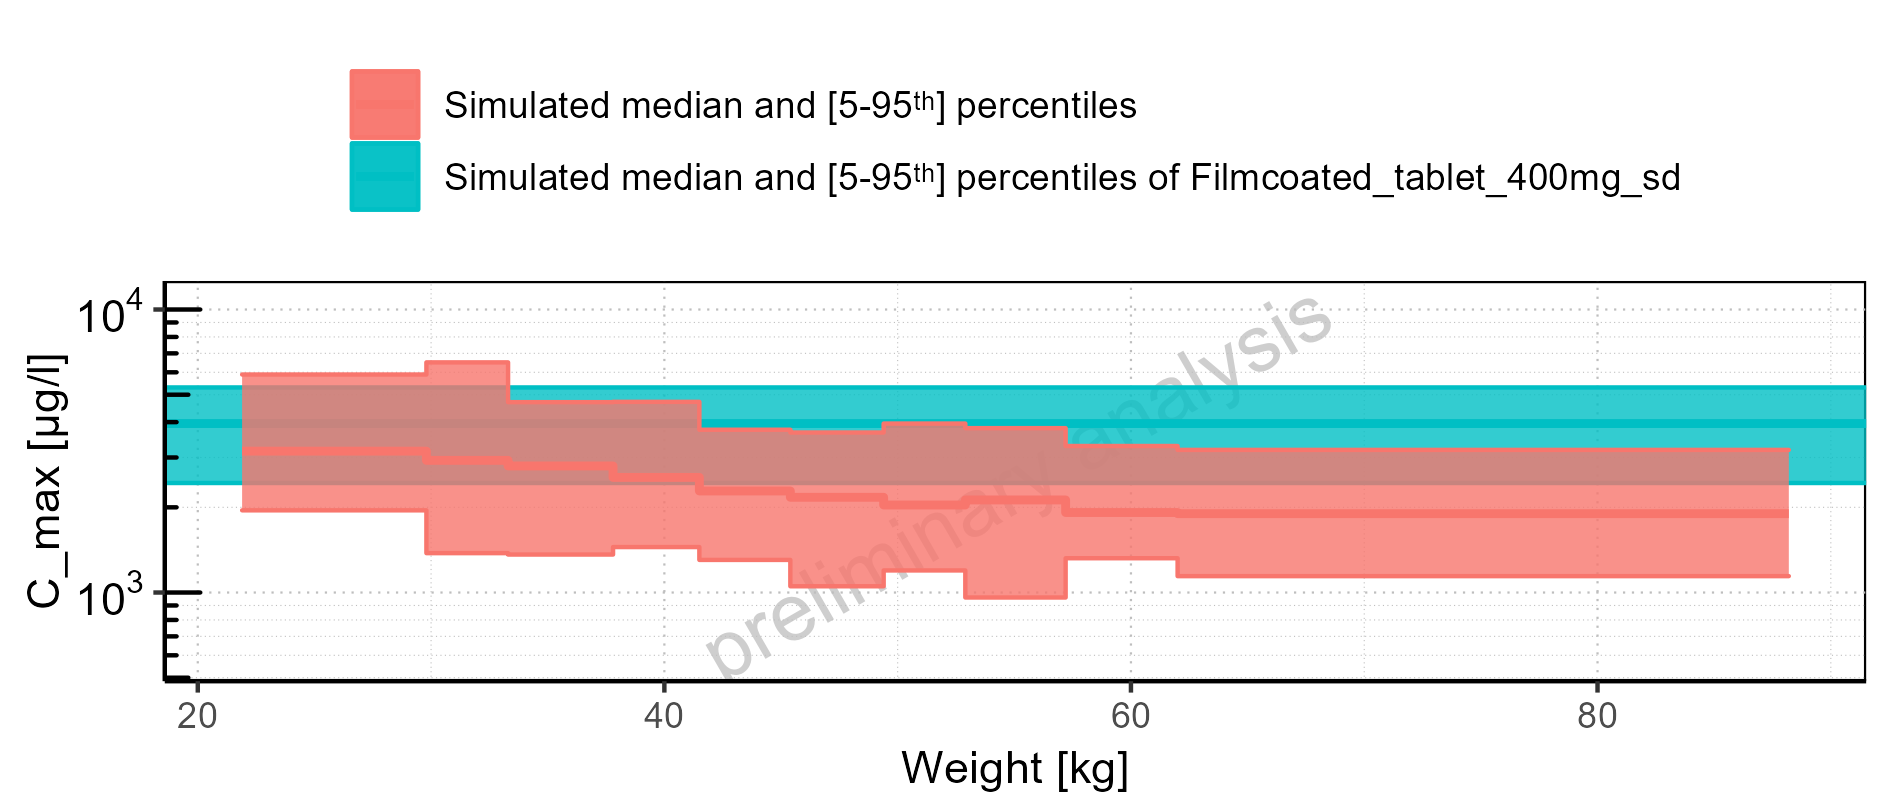 Simulated median and [5-95th] percentiles
Simulated median and [5-95th] percentiles of Filmcoated_tablet_400mg_sd
10^4
10^3
C_max [µg/l]
preliminary analysis
20 40 60 80
Weight [kg]